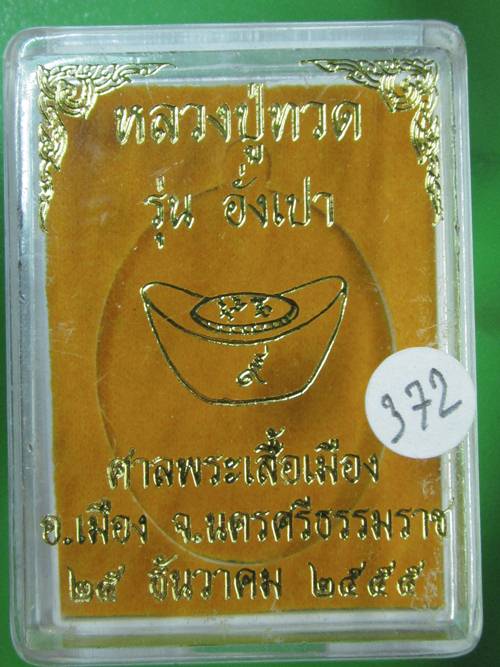 หลวงปู่ทวด
รุ่น อั่งเปา
๕
372
ศาลพระเสื้อเมือง
อ.เมือง จ.นครศรีธรรมราช
๒๕ ธันวาคม ๒๕๕๕